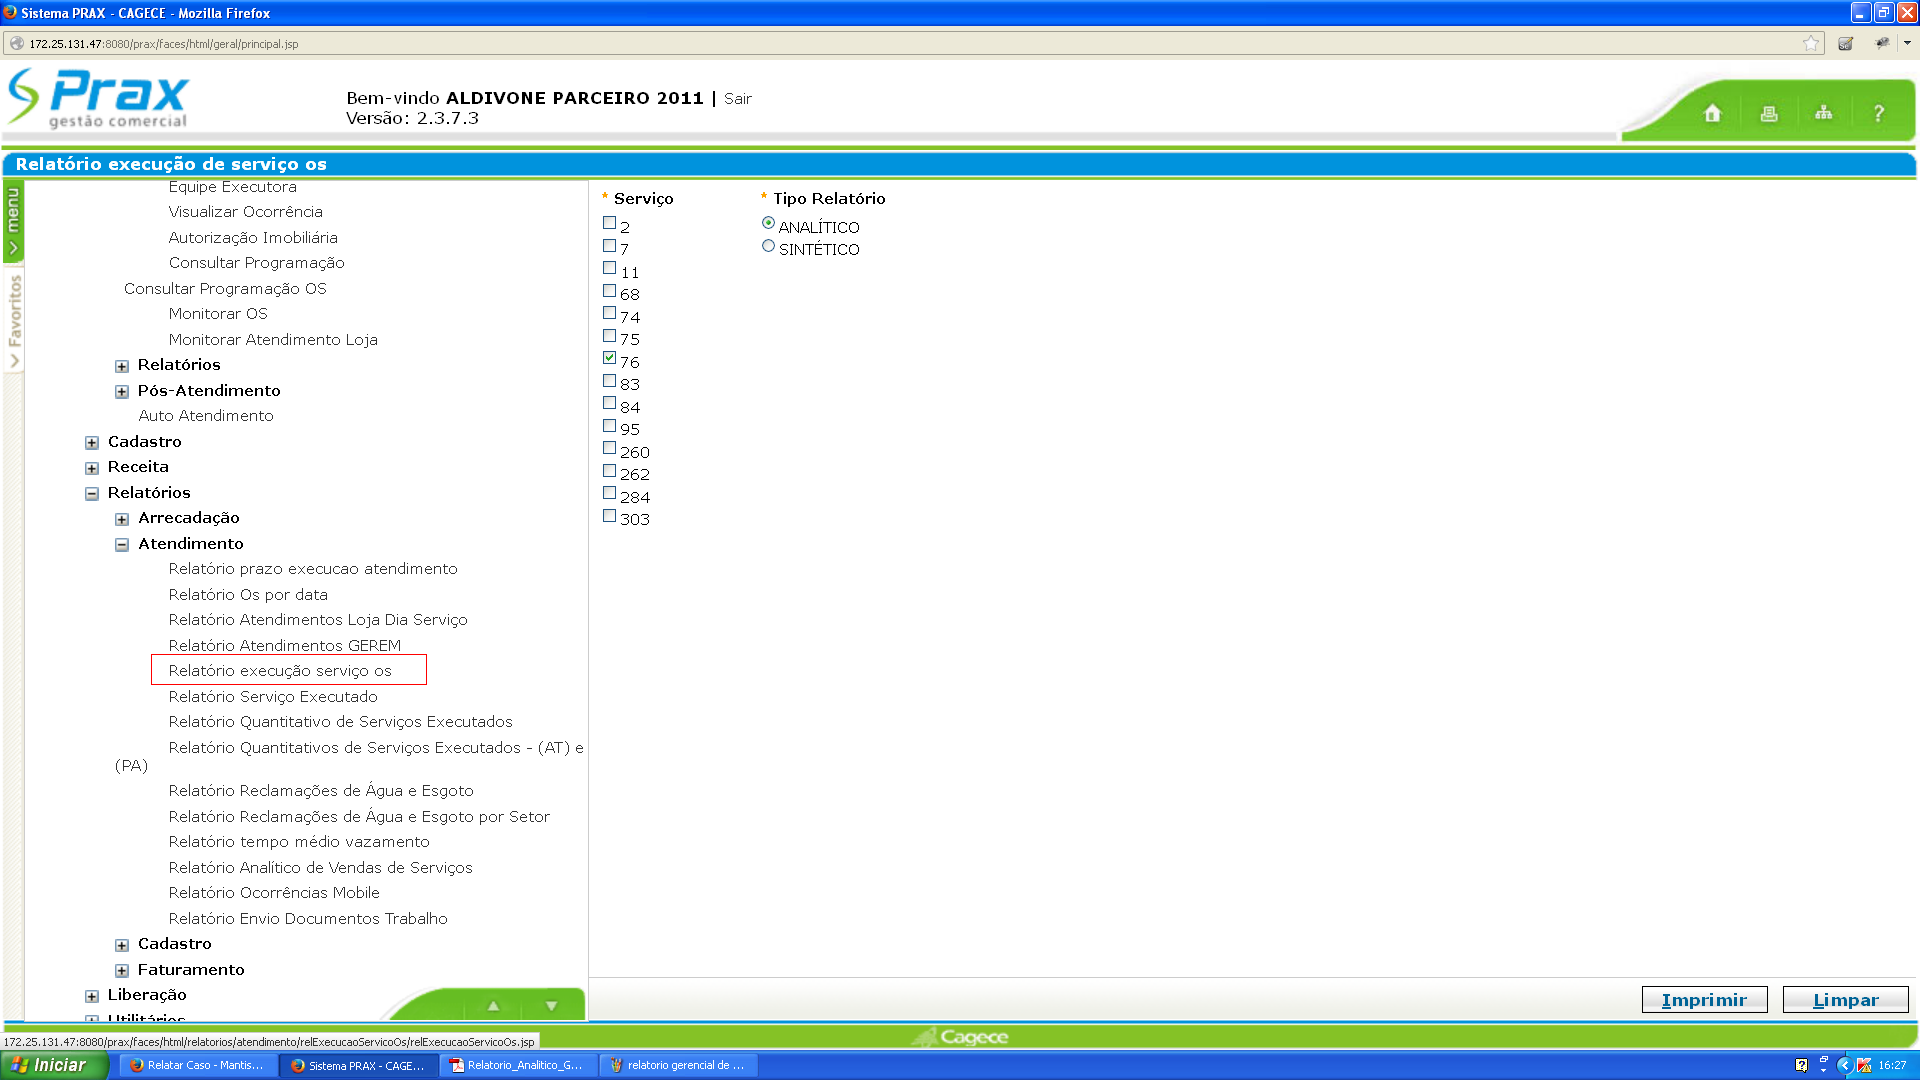 Sistema PRAX - CAGECE - Mozilla Firefox
172.25.131.47:8080/prax/faces/html/geral/principal.jsp
Prax
gestão comercial
Bem-vindo ALDIVONE PARCEIRO 2011 | Sair
Versão: 2.3.7.3
?
Relatório execução de serviço os
menu
Favoritos
Equipe Executora
Visualizar Ocorrência
Autorização Imobiliária
Consultar Programação
Consultar Programação OS
Monitorar OS
Monitorar Atendimento Loja
Relatórios
Pós-Atendimento
Auto Atendimento
Cadastro
Receita
Relatórios
Arrecadação
Atendimento
Relatório prazo execucao atendimento
Relatório Os por data
Relatório Atendimentos Loja Dia Serviço
Relatório Atendimentos GEREM
Relatório execução serviço os
Relatório Serviço Executado
Relatório Quantitativo de Serviços Executados
Relatório Quantitativos de Serviços Executados - (AT) e
(PA)
Relatório Reclamações de Água e Esgoto
Relatório Reclamações de Água e Esgoto por Setor
Relatório tempo médio vazamento
Relatório Analítico de Vendas de Serviços
Relatório Ocorrências Mobile
Relatório Envio Documentos Trabalho
Cadastro
Faturamento
Liberação
Utilitários
* Serviço
2
7
11
68
74
75
76
83
84
95
260
262
284
303
* Tipo Relatório
ANALÍTICO
SINTÉTICO
Imprimir
Limpar
Cagece
172.25.131.47:8080/prax/faces/html/relatorios/atendimento/relExecucaoServicoOs/relExecucaoServicoOs.jsp
Iniciar
Relatar Caso - Mantis...
Sistema PRAX - CAGE...
Relatorio_Analitico_G...
relatorio gerencial de ...
16:27